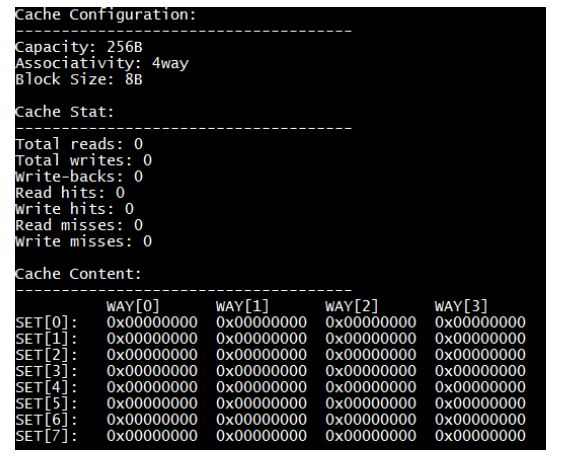 Cache Configuration:
-------------------------------------
Capacity: 256B
Associativity: 4way
Block Size: 8B
Cache Stat:
-------------------------------------
Total reads: 0
Total writes: 0
Write-backs: 0
Read hits: 0
Write hits: 0
Read misses: 0
Write misses: 0
Cache Content:
-------------------------------------
WAY[0] WAY[1] WAY[2] WAY[3]
SET[0]: 0x00000000 0x00000000 0x00000000 0x00000000
SET[1]: 0x00000000 0x00000000 0x00000000 0x00000000
SET[2]: 0x00000000 0x00000000 0x00000000 0x00000000
SET[3]: 0x00000000 0x00000000 0x00000000 0x00000000
SET[4]: 0x00000000 0x00000000 0x00000000 0x00000000
SET[5]: 0x00000000 0x00000000 0x00000000 0x00000000
SET[6]: 0x00000000 0x00000000 0x00000000 0x00000000
SET[7]: 0x00000000 0x00000000 0x00000000 0x00000000